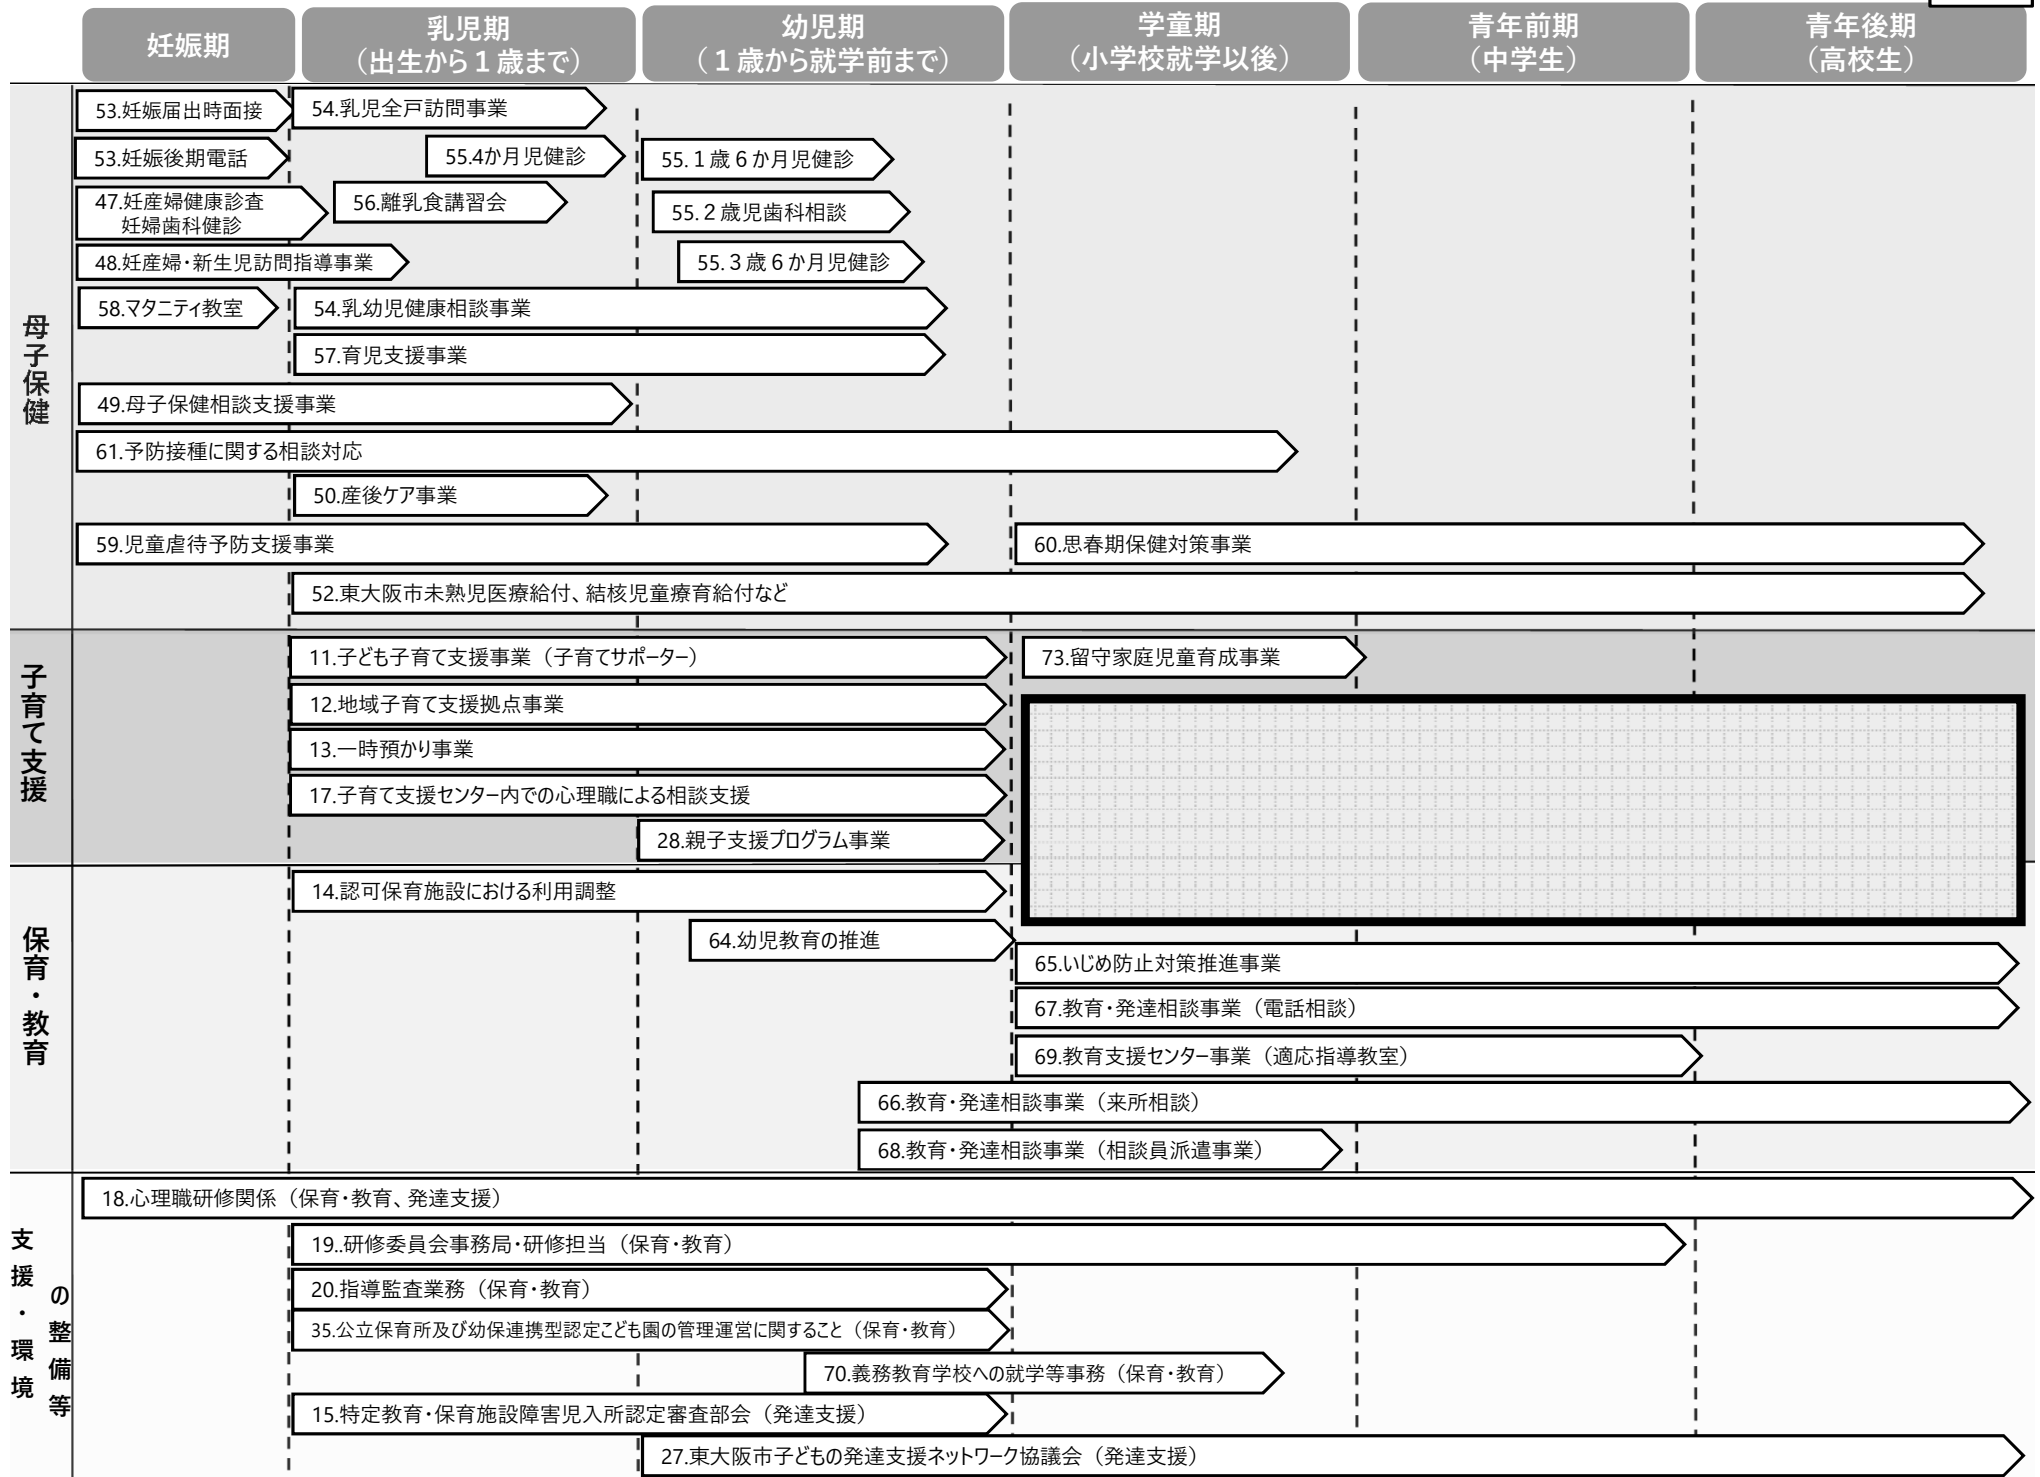 妊娠期
乳児期
（出生から１歳まで）
幼児期
（１歳から就学前まで）
学童期
（小学校就学以後）
青年前期
（中学生）
青年後期
（高校生）
母子保健
53.妊娠届出時面接
54.乳児全戸訪問事業
53.妊娠後期電話
55.4か月児健診
55.１歳６か月児健診
47.妊産婦健康診査
妊婦歯科健診
56.離乳食講習会
55.２歳児歯科相談
48.妊産婦・新生児訪問指導事業
55.３歳６か月児健診
58.マタニティ教室
54.乳幼児健康相談事業
57.育児支援事業
49.母子保健相談支援事業
61.予防接種に関する相談対応
50.産後ケア事業
59.児童虐待予防支援事業
60.思春期保健対策事業
52.東大阪市未熟児医療給付、結核児童療育給付など
子育て支援
11.子ども子育て支援事業（子育てサポーター）
73.留守家庭児童育成事業
12.地域子育て支援拠点事業
13.一時預かり事業
17.子育て支援センター内での心理職による相談支援
28.親子支援プログラム事業
保育・教育
14.認可保育施設における利用調整
64.幼児教育の推進
65.いじめ防止対策推進事業
67.教育・発達相談事業（電話相談）
69.教育支援センター事業（適応指導教室）
66.教育・発達相談事業（来所相談）
68.教育・発達相談事業（相談員派遣事業）
支援・環境
の整備等
18.心理職研修関係（保育・教育、発達支援）
19..研修委員会事務局・研修担当（保育・教育）
20.指導監査業務（保育・教育）
35.公立保育所及び幼保連携型認定こども園の管理運営に関すること（保育・教育）
70.義務教育学校への就学等事務（保育・教育）
15.特定教育・保育施設障害児入所認定審査部会（発達支援）
27.東大阪市子どもの発達支援ネットワーク協議会（発達支援）